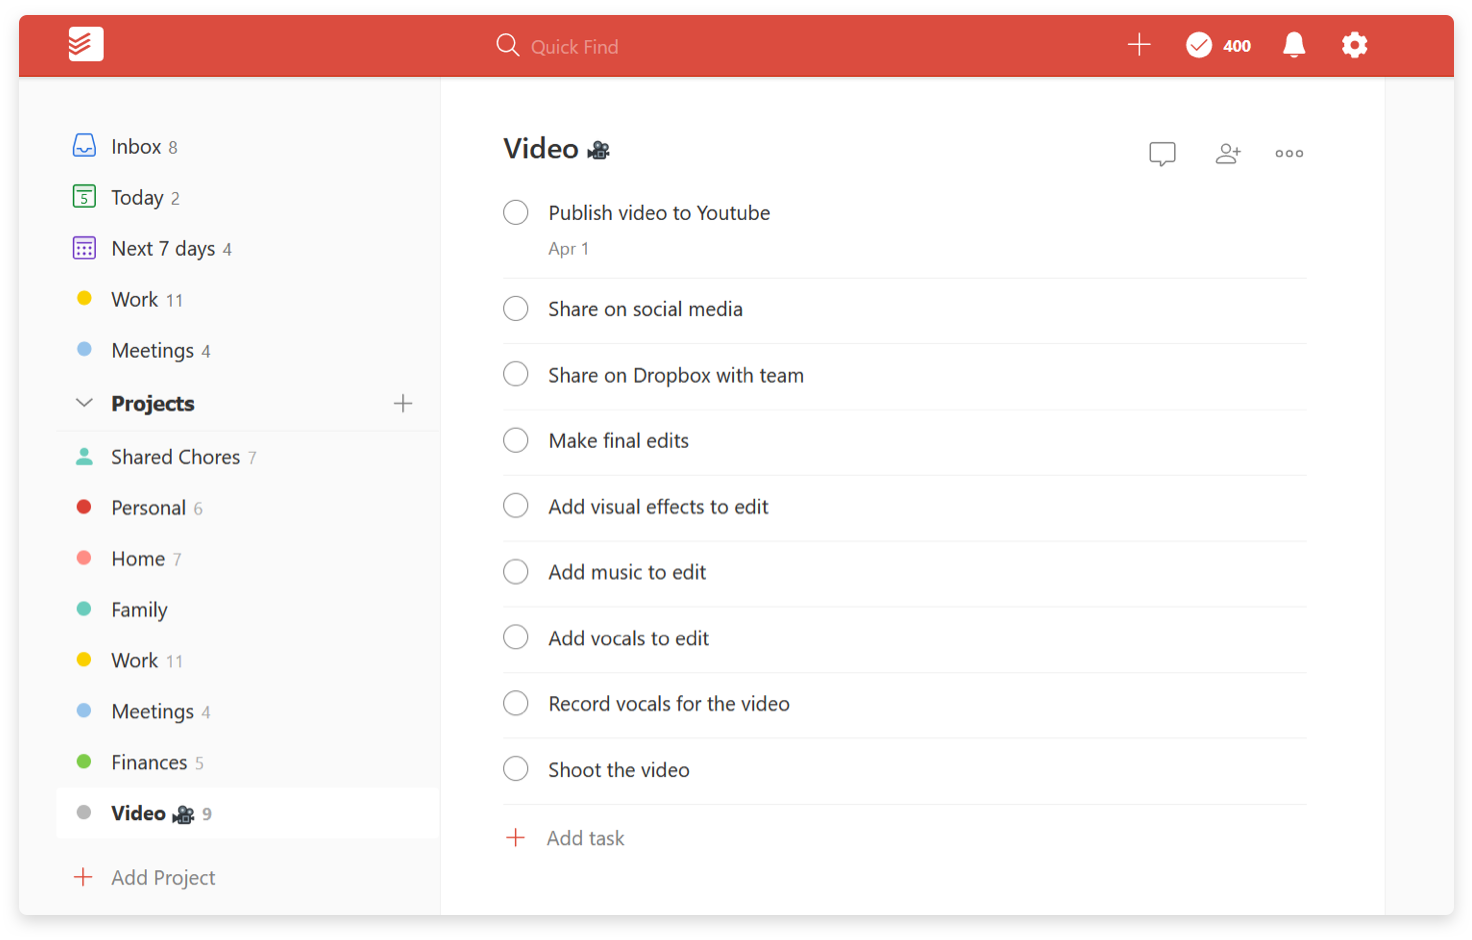 Quick Find
400
Inbox 8
5 Today 2
Next 7 days 4
Work 11
Meetings 4
Projects
Shared Chores 7
Personal 6
Home 7
Family
Work 11
Meetings 4
Finances 5
Video 🎥 9
Add Project
Video 🎥
Publish video to Youtube
Apr 1
Share on social media
Share on Dropbox with team
Make final edits
Add visual effects to edit
Add music to edit
Add vocals to edit
Record vocals for the video
Shoot the video
Add task